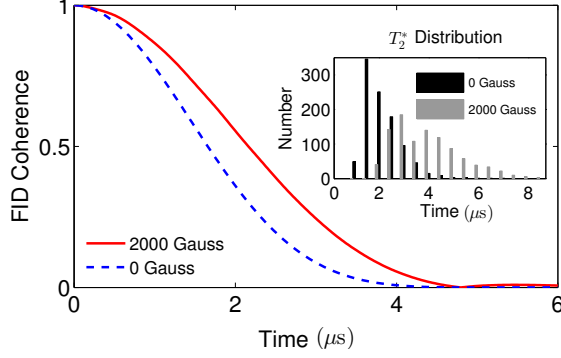 1
0.5
0
FID Coherence
0 2 4 6
Time (μs)
2000 Gauss
0 Gauss
T₂* Distribution
300
200
100
0
Number
0 Gauss
2000 Gauss
0 2 4 6 8
Time (μs)